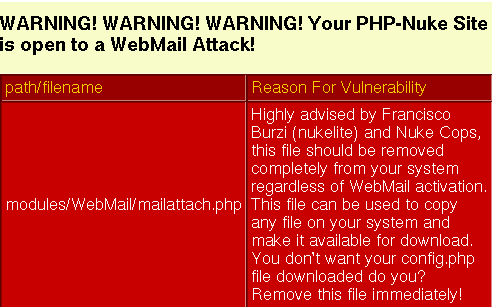 WARNING! WARNING! WARNING! Your PHP-Nuke Site
is open to a WebMail Attack!
path/filename
Reason For Vulnerability
modules/WebMail/mailattach.php
Highly advised by Francisco
Burzi (nukelite) and Nuke Cops,
this file should be removed
completely from your system
regardless of WebMail activation.
This file can be used to copy
any file on your system and
make it available for download.
You don't want your config.php
file downloaded do you?
Remove this file immediately!